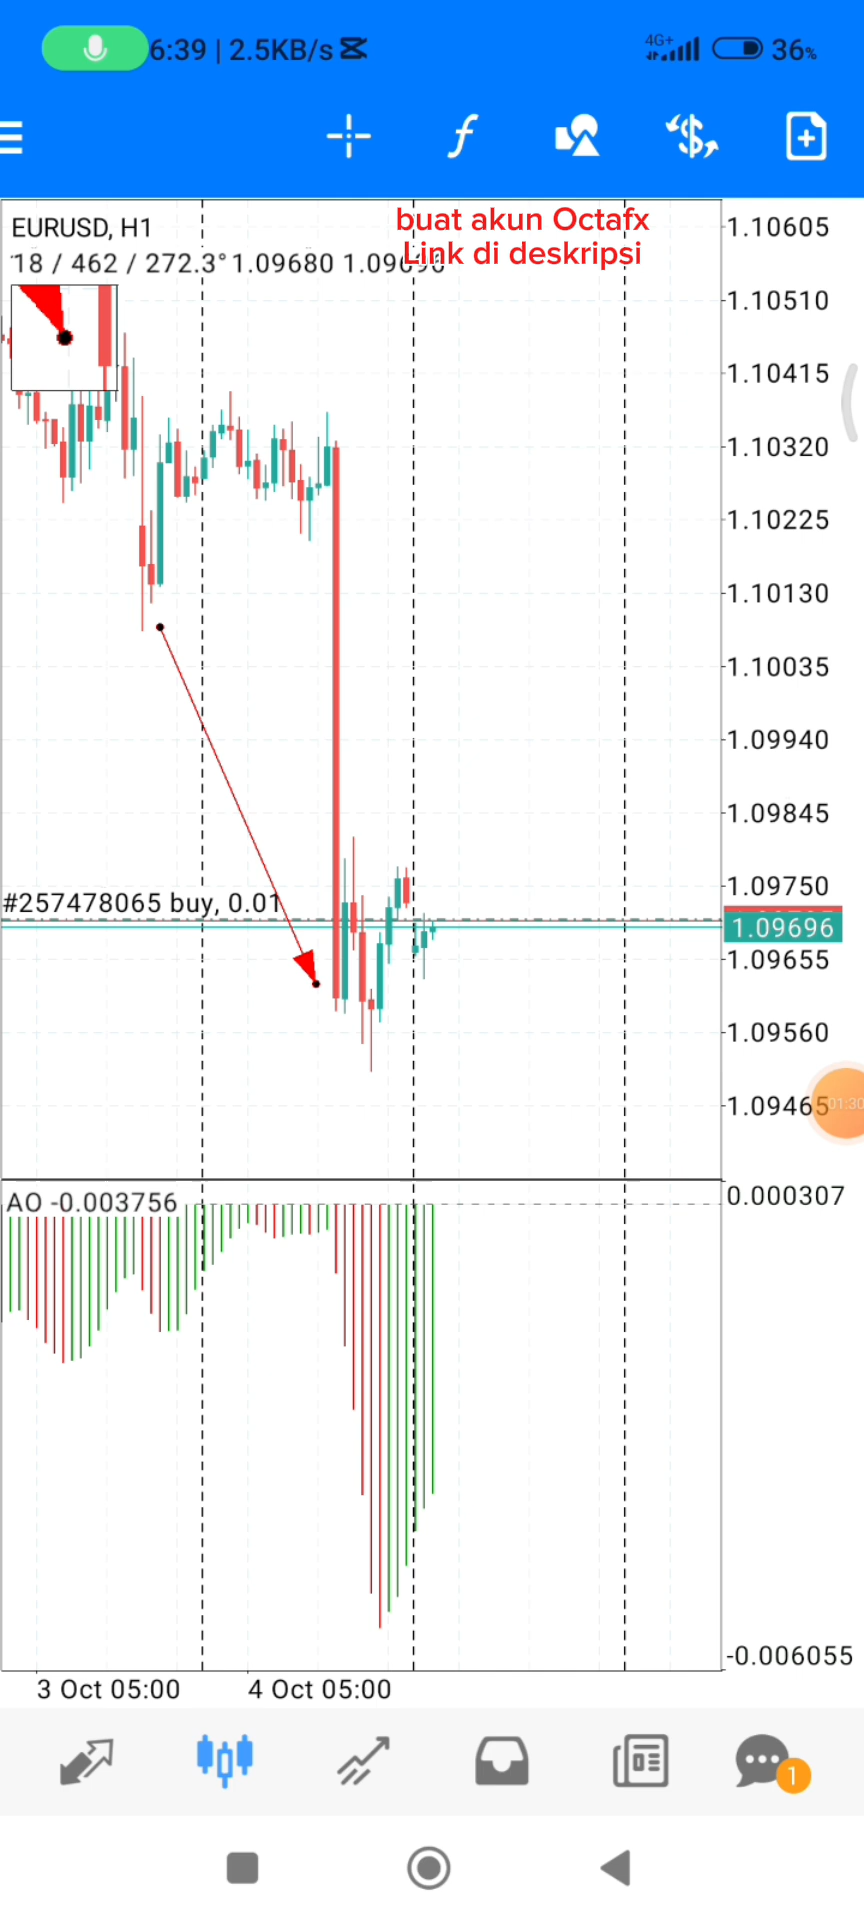 6:39 | 2.5KB/s
4G+
36%
buat akun Octafx
Link di deskripsi
EURUSD, H1
18 / 462 / 272.3° 1.09680
1.10605
1.10510
1.10415
1.10320
1.10225
1.10130
1.10035
1.09940
1.09845
1.09750
#257478065 buy, 0.01
1.09696
1.09655
1.09560
1.09465
01:30
AO -0.003756
0.000307
-0.006055
3 Oct 05:00
4 Oct 05:00
1